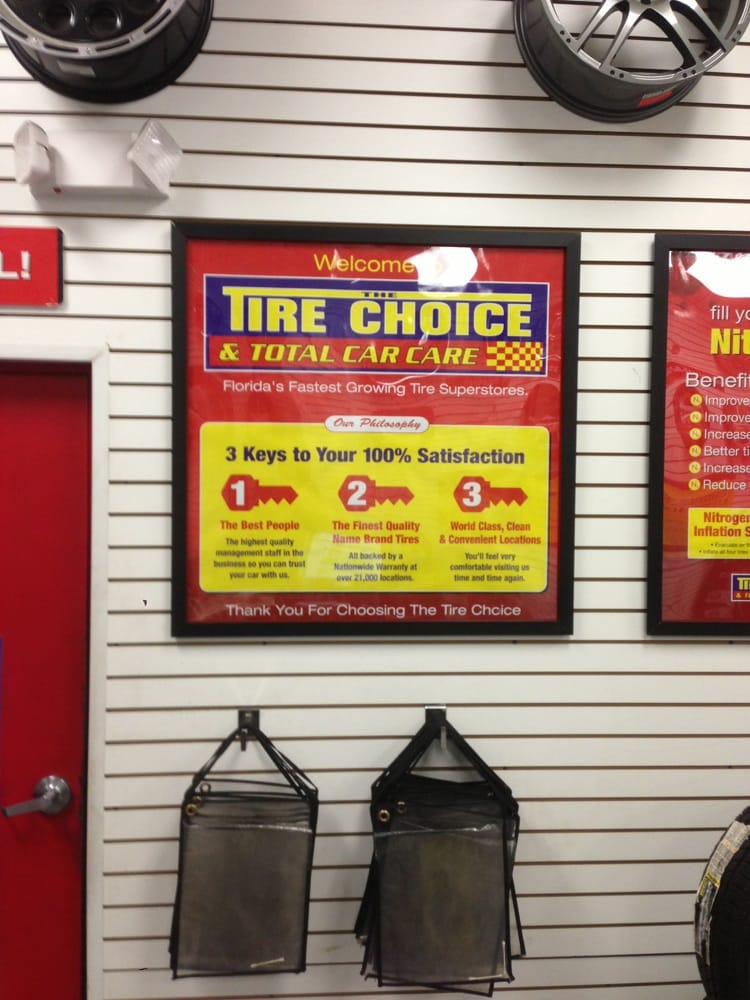 L!
Welcome
THE
TIRE CHOICE
& TOTAL CAR CARE
Florida's Fastest Growing Tire Superstores.
Our Philosophy
3 Keys to Your 100% Satisfaction
1
The Best People
The highest quality
management staff in the
business so you can trust
your car with us.
2
The Finest Quality
Name Brand Tires
All backed by a
Nationwide Warranty at
over 21,000 locations.
3
World Class, Clean
& Convenient Locations
You'll feel very
comfortable visiting us
time and time again.
Thank You For Choosing The Tire Choice
fill yo
Nit
Benefi
Improve
Improve
Increase
Better ti
Increase
Reduce
Nitrogen
Inflation S